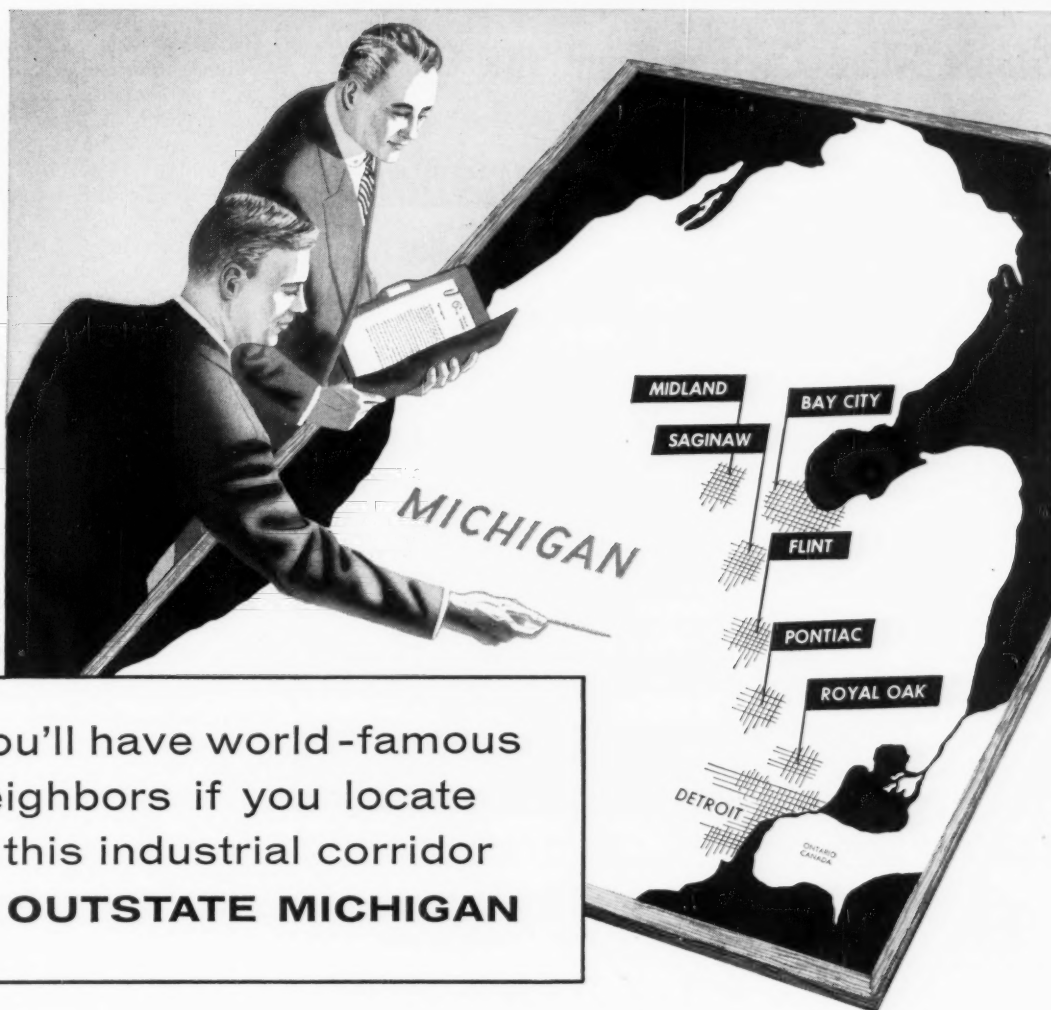 MIDLAND
BAY CITY
SAGINAW
MICHIGAN
FLINT
PONTIAC
ROYAL OAK
DETROIT
ONTARIO
CANADA
ou'll have world-famous
eighbors if you locate
this industrial corridor
OUTSTATE MICHIGAN